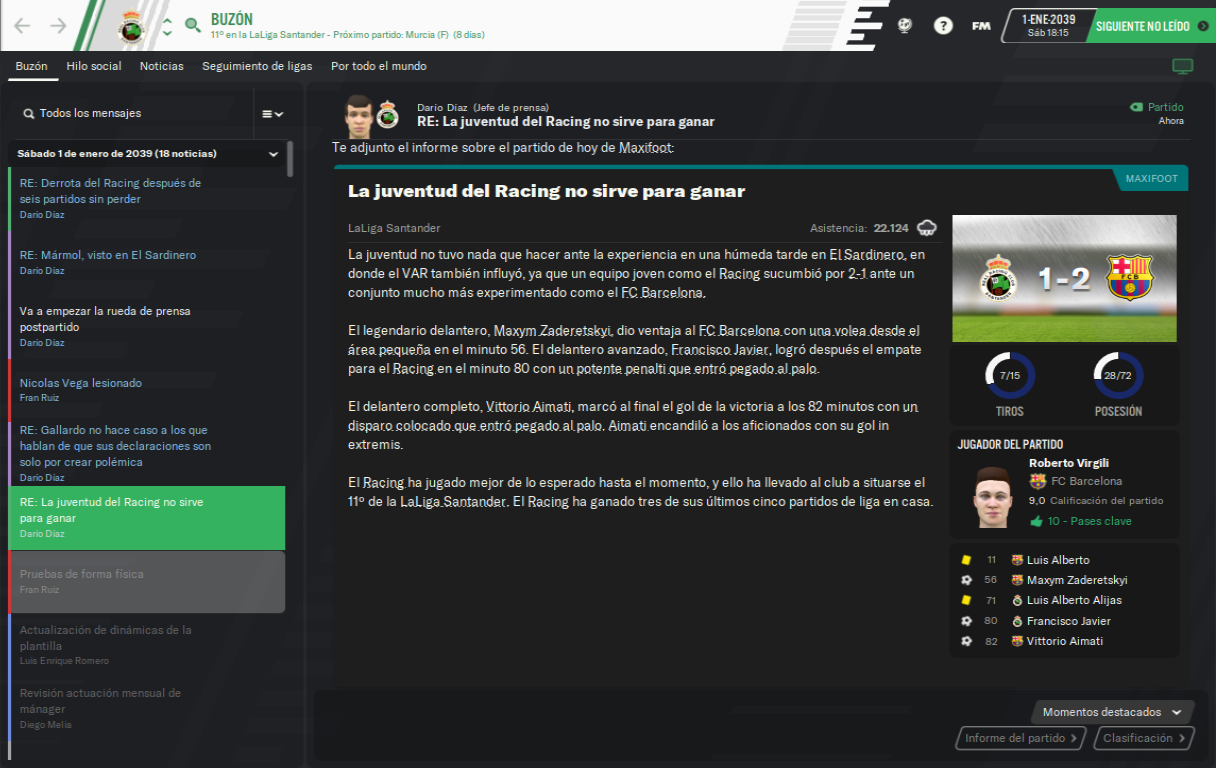 BUZÓN
11º en la LaLiga Santander - Próximo partido: Murcia (F) (8 días)
?
FM
1-ENE-2039
Sáb 18:15
SIGUIENTE NO LEÍDO
Buzón
Hilo social
Noticias
Seguimiento de ligas
Por todo el mundo
Todos los mensajes
Sábado 1 de enero de 2039 (18 noticias)
RE: Derrota del Racing después de
seis partidos sin perder
Darío Díaz
RE: Mármol, visto en El Sardinero
Darío Díaz
Va a empezar la rueda de prensa
postpartido
Darío Díaz
Nicolas Vega lesionado
Fran Ruiz
RE: Gallardo no hace caso a los que
hablan de que sus declaraciones son
solo por crear polémica
Darío Díaz
RE: La juventud del Racing no sirve
para ganar
Darío Díaz
Pruebas de forma física
Fran Ruiz
Actualización de dinámicas de la
plantilla
Luis Enrique Romero
Revisión actuación mensual de
mánager
Diego Melia
Darío Díaz (Jefe de prensa)
RE: La juventud del Racing no sirve para ganar
Partido
Ahora
Te adjunto el informe sobre el partido de hoy de Maxifoot:
MAXIFOOT
La juventud del Racing no sirve para ganar
LaLiga Santander
Asistencia: 22.124
La juventud no tuvo nada que hacer ante la experiencia en una húmeda tarde en El Sardinero, en
donde el VAR también influyó, ya que un equipo joven como el Racing sucumbió por 2-1 ante un
conjunto mucho más experimentado como el FC Barcelona.
El legendario delantero, Maxym Zaderetskyi, dio ventaja al FC Barcelona con una volea desde el
área pequeña en el minuto 56. El delantero avanzado, Francisco Javier, logró después el empate
para el Racing en el minuto 80 con un potente penalti que entró pegado al palo.
El delantero completo, Vittorio Aimati, marcó al final el gol de la victoria a los 82 minutos con un
disparo colocado que entró pegado al palo. Aimati encandiló a los aficionados con su gol in
extremis.
El Racing ha jugado mejor de lo esperado hasta el momento, y ello ha llevado al club a situarse el
11º de la LaLiga Santander. El Racing ha ganado tres de sus últimos cinco partidos de liga en casa.
1-2
FCB
7/15
28/72
TIROS
POSESIÓN
JUGADOR DEL PARTIDO
Roberto Virgili
FC Barcelona
9,0 Calificación del partido
10 - Pases clave
11 Luis Alberto
56 Maxym Zaderetskyi
71 Luis Alberto Alijas
80 Francisco Javier
82 Vittorio Aimati
Momentos destacados
Informe del partido
Clasificación